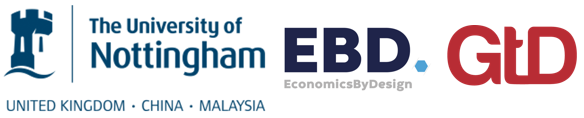 The University of
Nottingham
UNITED KINGDOM · CHINA · MALAYSIA
EBD.
EconomicsByDesign
GtD